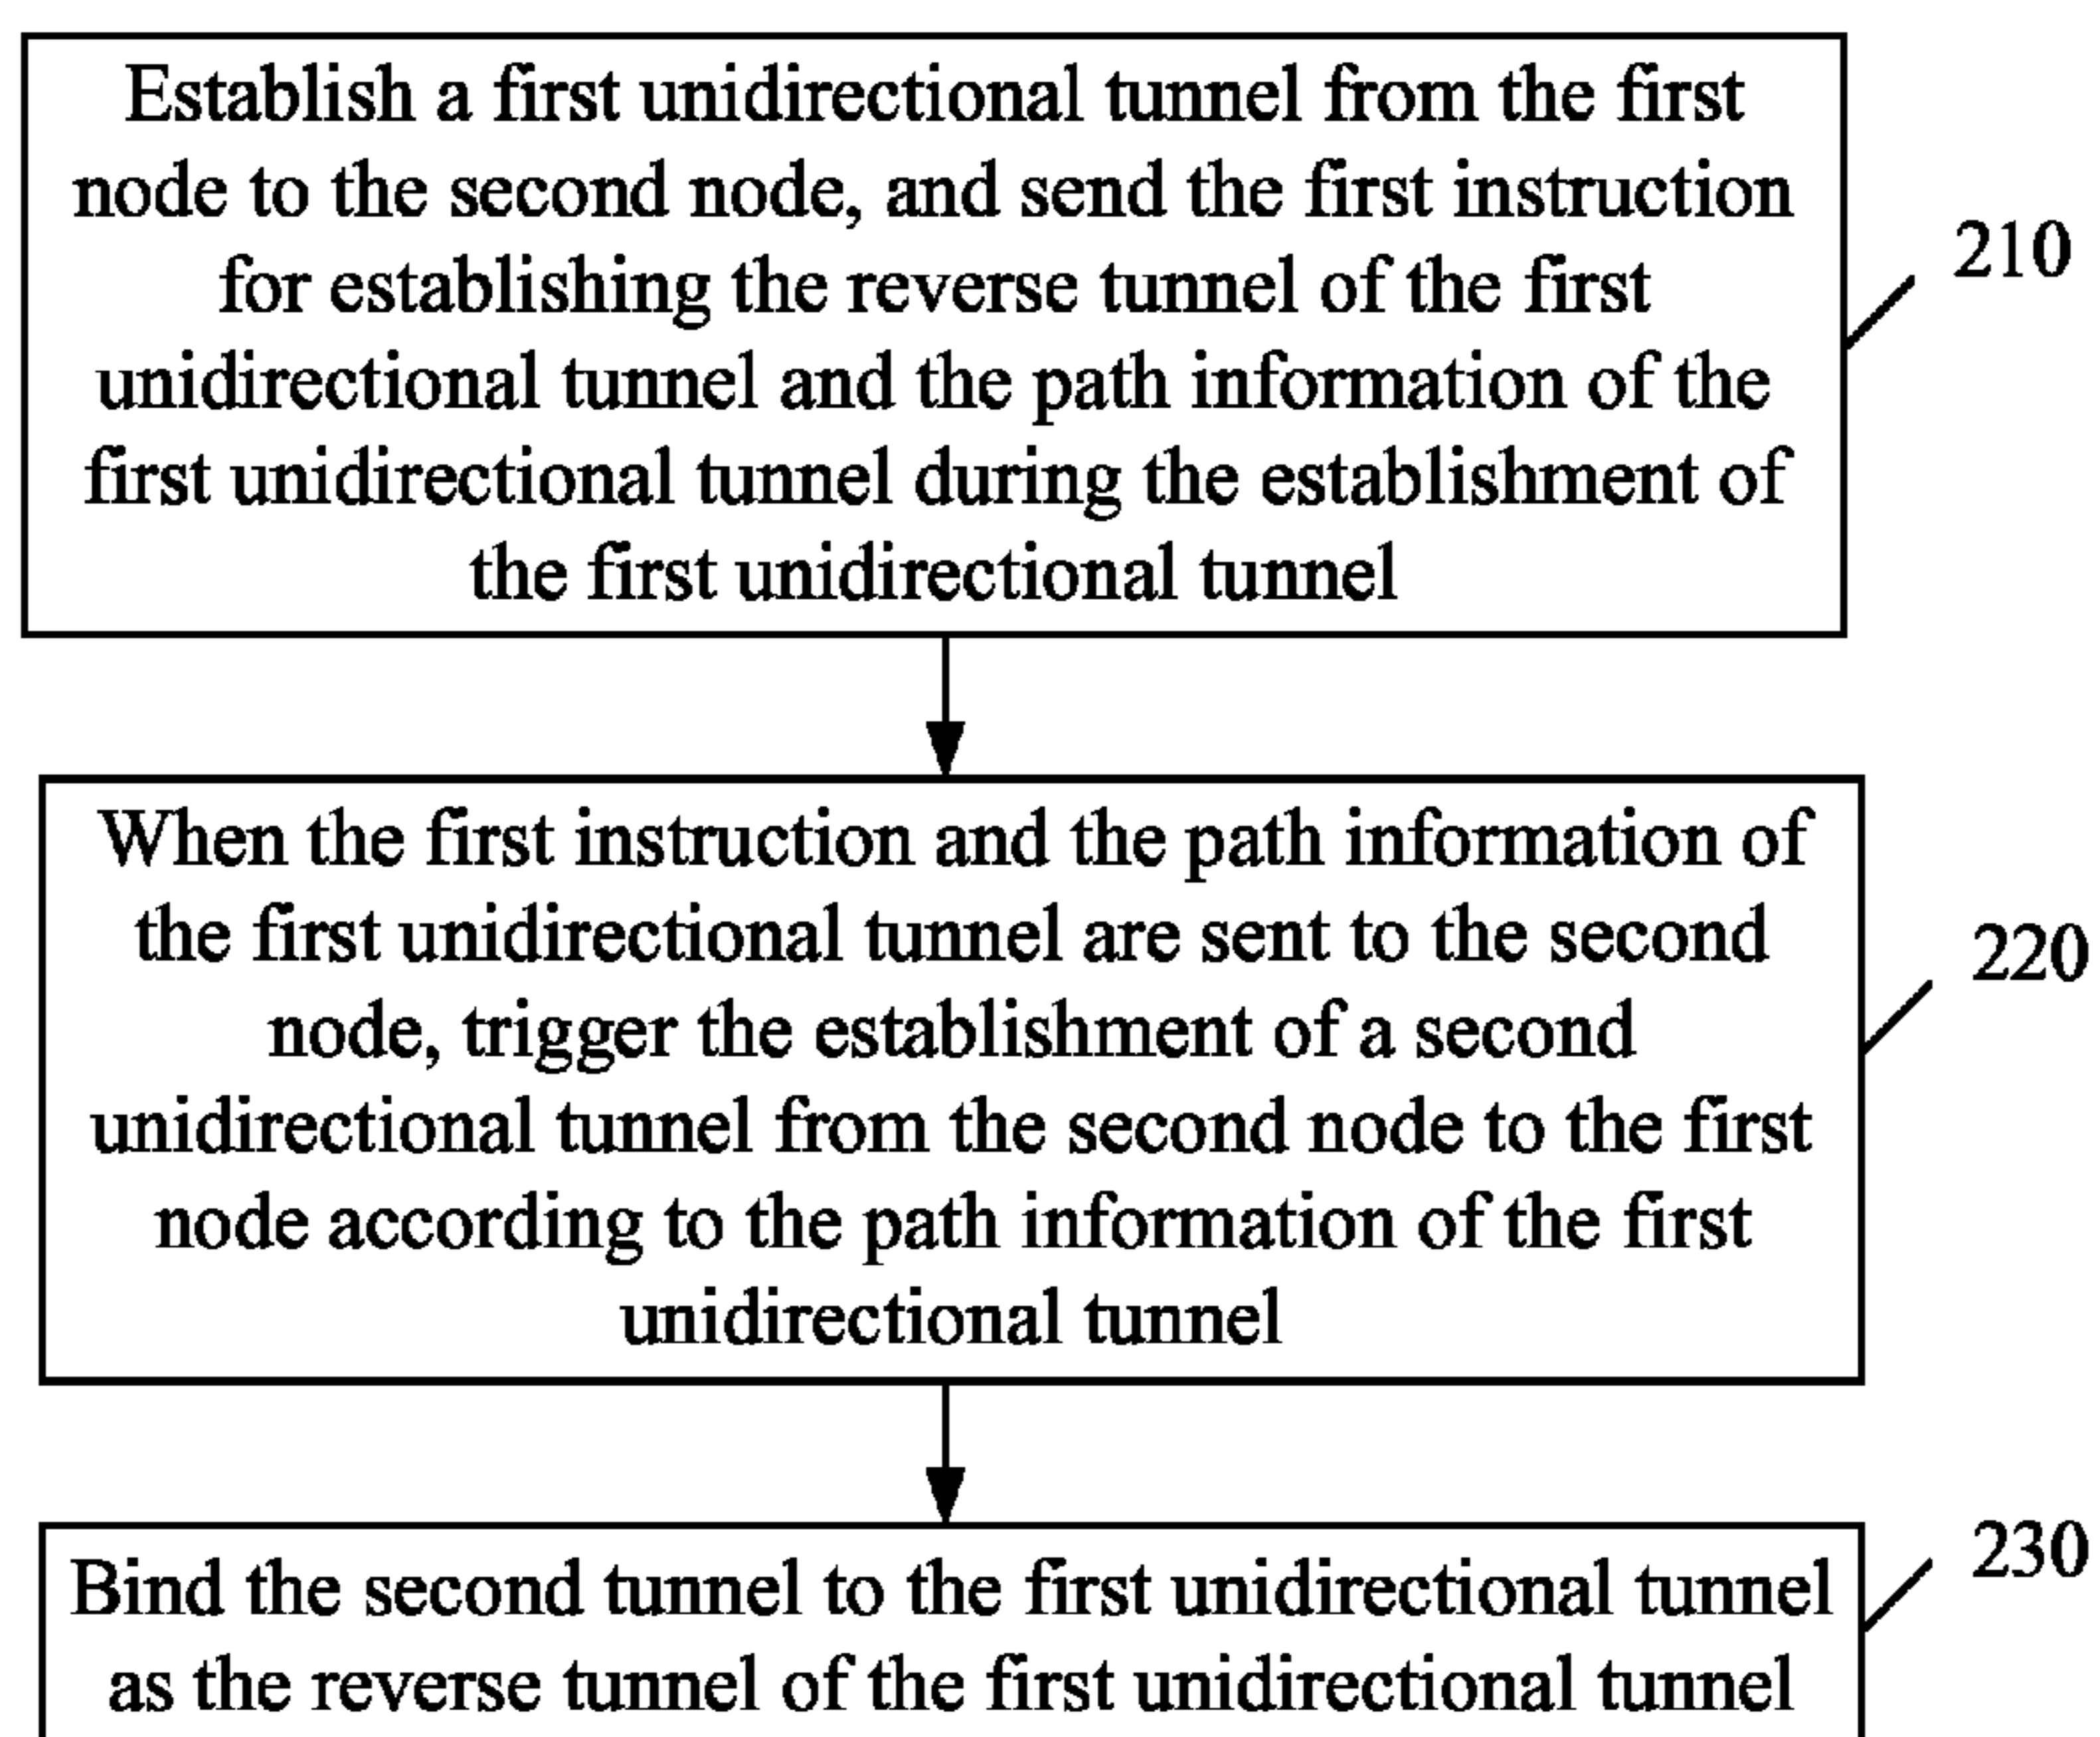 Establish a first unidirectional tunnel from the first
node to the second node, and send the first instruction
for establishing the reverse tunnel of the first
unidirectional tunnel and the path information of the
first unidirectional tunnel during the establishment of
the first unidirectional tunnel
210
When the first instruction and the path information of
the first unidirectional tunnel are sent to the second
node, trigger the establishment of a second
unidirectional tunnel from the second node to the first
node according to the path information of the first
unidirectional tunnel
220
Bind the second tunnel to the first unidirectional tunnel
as the reverse tunnel of the first unidirectional tunnel
230